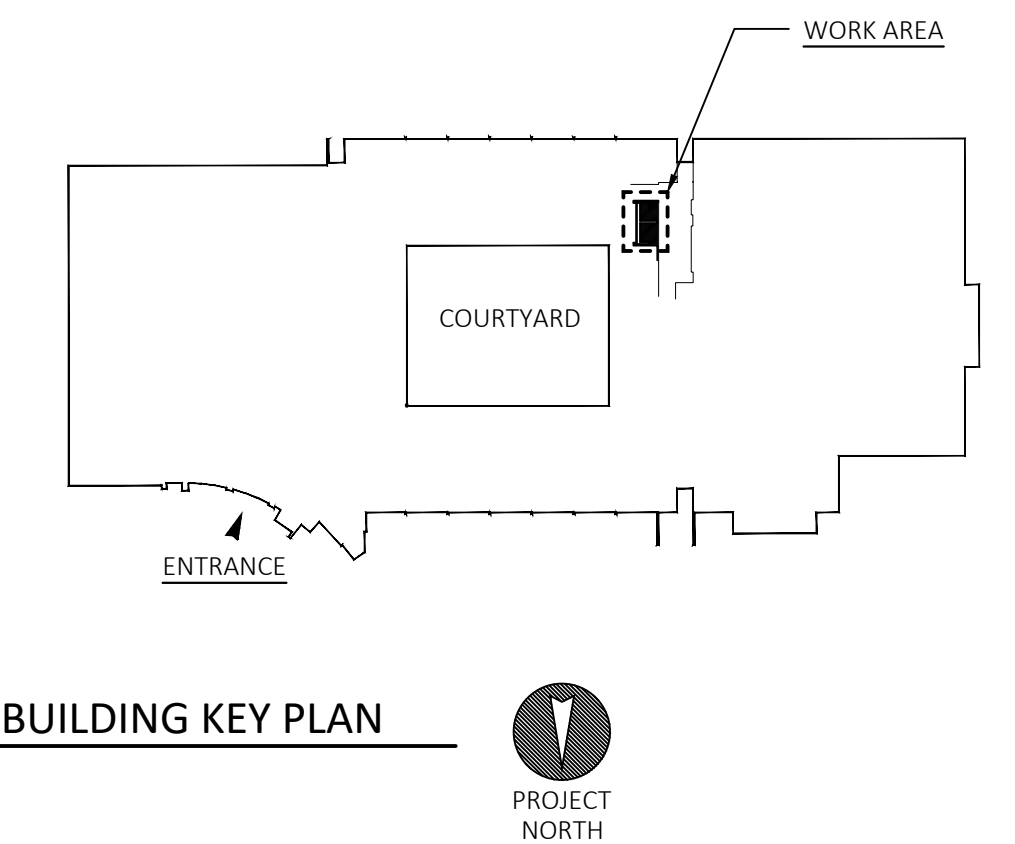 WORK AREA
COURTYARD
ENTRANCE
BUILDING KEY PLAN
PROJECT
NORTH